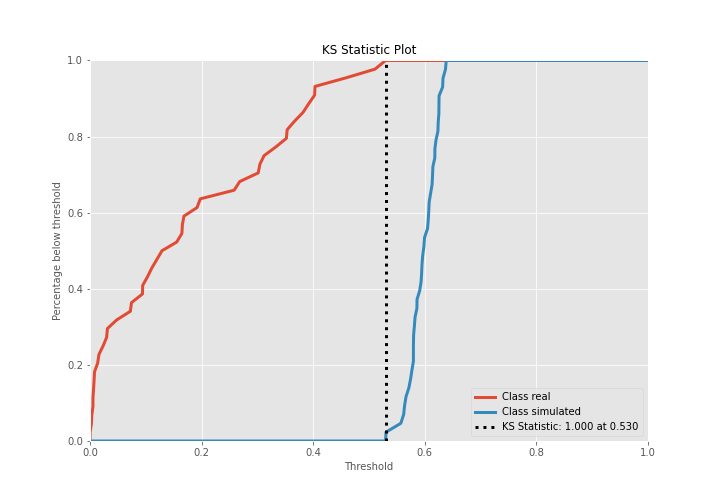 KS Statistic Plot
1.0
0.8
0.6
0.4
0.2
0.0
Percentage below threshold
0.0 0.2 0.4 0.6 0.8 1.0
Threshold
Class real
Class simulated
KS Statistic: 1.000 at 0.530